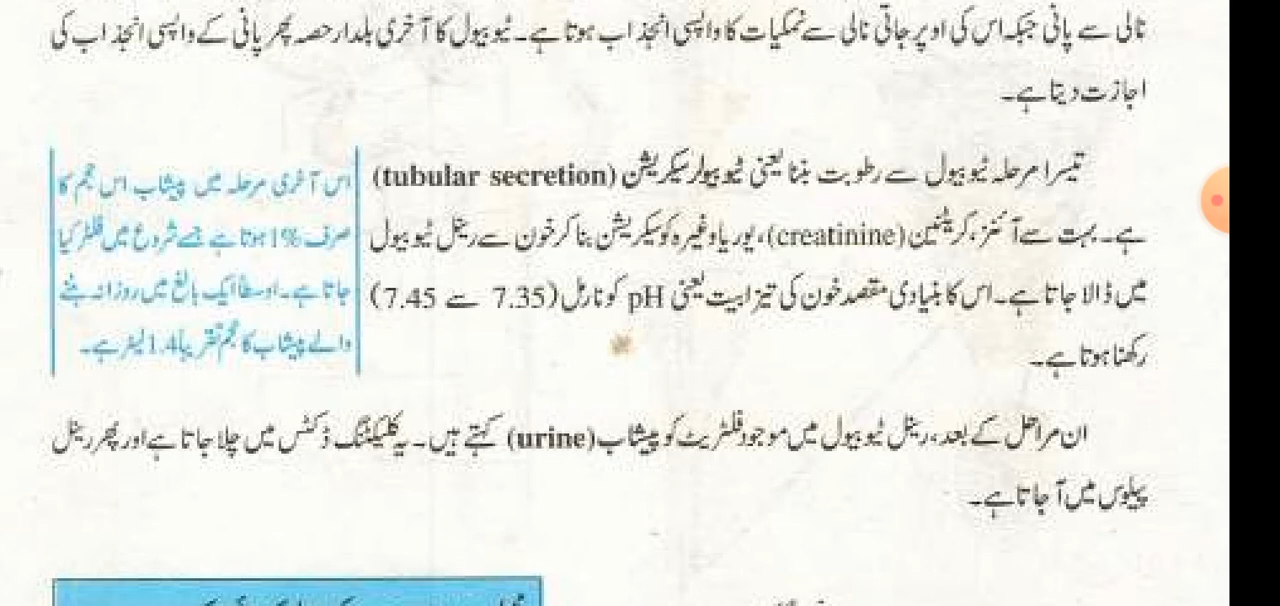 نالی سے پانی جبکہ اس کی اوپر جاتی نالی سے نمکیات کا واپسی انجذاب ہوتا ہے۔ ٹیوبیول کا آخری بلدار حصہ پھر پانی کے واپسی انجذاب کی
اجازت دیتا ہے۔
تیسرا مرحلہ ٹیوبیول سے رطوبت بننا یعنی ٹیوبیولر سیکریشن (tubular secretion)
ہے۔ بہت سے آئنز، کریٹینین (creatinine)، یوریا وغیرہ کو سیکریشن بنا کر خون سے رینل ٹیوبیول
میں ڈالا جاتا ہے۔ اس کا بنیادی مقصد خون کی تیزابیت یعنی pH کو نارمل (7.35 سے 7.45)
رکھنا ہوتا ہے۔
اس آخری مرحلہ میں پیشاب اس حجم کا
صرف %1 ہوتا ہے جسے شروع میں فلٹر کیا
جاتا ہے۔ اوسطاً ایک بالغ میں روزانہ بننے
والے پیشاب کا حجم تقریباً 1.4 لیٹر ہے۔
ان مراحل کے بعد، رینل ٹیوبیول میں موجود فلٹریٹ کو پیشاب (urine) کہتے ہیں۔ یہ کلیکٹنگ ڈکٹس میں چلا جاتا ہے اور پھر رینل
پیلوس میں آ جاتا ہے۔